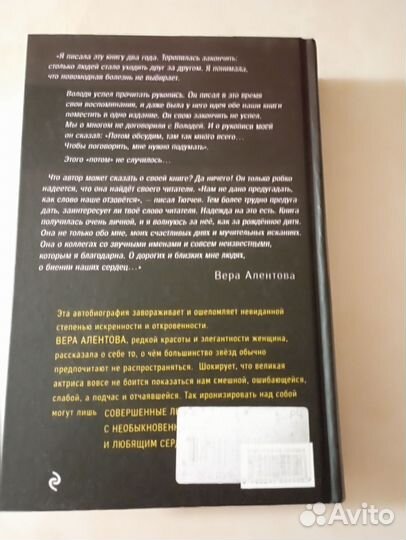 «Я писала эту книгу два года. Торопилась закончить:
столько людей стало уходить друг за другом. Я понимала,
что новомодная болезнь не выбирает.
Володя успел прочитать рукопись. Он писал в это время
свои воспоминания, и даже была у него идея обе наши книги
поместить в одно издание. Он свою закончить не успел.
Мы о многом не договорили с Володей. И о рукописи моей
он сказал: "Потом обсудим, там так много всего...
Чтобы поговорить, мне нужно подумать".
Этого «потом» не случилось...
Что автор может сказать о своей книге? Да ничего! Он только робко
надеется, что она найдёт своего читателя. «Нам не дано предугадать,
как слово наше отзовётся», — писал Тютчев. Тем более трудно предуга-
дать, заинтересует ли твоё слово читателя. Надежда на это есть. Книга
получилась очень личной, и я волнуюсь за неё, как за рождённое дитя.
Она не только обо мне, моих счастливых днях и мучительных исканиях.
Она о коллегах со звучными именами и совсем неизвестными,
которым я благодарна. О дорогих и близких мне людях,
о биении наших сердец...»
Вера Алентова
Эта автобиография завораживает и ошеломляет невиданной
степенью искренности и откровенности.
ВЕРА АЛЕНТОВА, редкой красоты и элегантности женщина,
рассказала о себе то, о чём большинство звёзд обычно
предпочитают не распространяться. Шокирует, что великая
актриса вовсе не боится показаться нам смешной, ошибающейся,
слабой, а подчас и отчаявшейся. Так иронизировать над собой
могут лишь СОВЕРШЕННЫЕ
С НЕОБЫКНОВЕН
И ЛЮБЯЩИМ СЕР
Avito